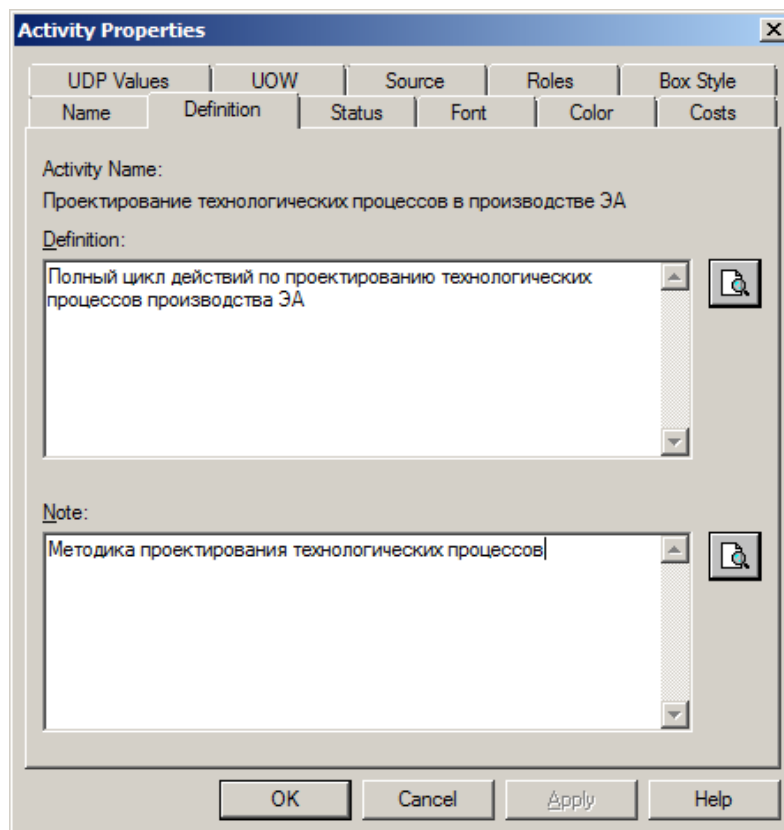 Activity Properties
UDP Values UOW Source Roles Box Style
Name Definition Status Font Color Costs
Activity Name:
Проектирование технологических процессов в производстве ЭА
Definition:
Полный цикл действий по проектированию технологических
процессов производства ЭА
Note:
Методика проектирования технологических процессов
OK Cancel Apply Help